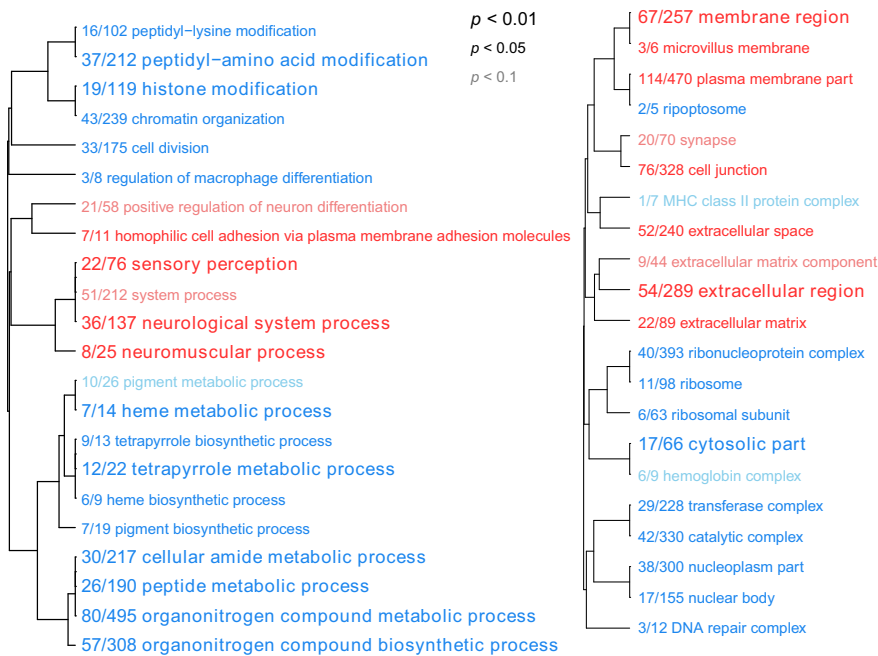 16/102 peptidyl−lysine modification
37/212 peptidyl−amino acid modification
19/119 histone modification
43/239 chromatin organization
33/175 cell division
3/8 regulation of macrophage differentiation
21/58 positive regulation of neuron differentiation
7/11 homophilic cell adhesion via plasma membrane adhesion molecules
22/76 sensory perception
51/212 system process
36/137 neurological system process
8/25 neuromuscular process
10/26 pigment metabolic process
7/14 heme metabolic process
9/13 tetrapyrrole biosynthetic process
12/22 tetrapyrrole metabolic process
6/9 heme biosynthetic process
7/19 pigment biosynthetic process
30/217 cellular amide metabolic process
26/190 peptide metabolic process
80/495 organonitrogen compound metabolic process
57/308 organonitrogen compound biosynthetic process
p < 0.01
p < 0.05
p < 0.1
67/257 membrane region
3/6 microvillus membrane
114/470 plasma membrane part
2/5 ripoptosome
20/70 synapse
76/328 cell junction
1/7 MHC class II protein complex
52/240 extracellular space
9/44 extracellular matrix component
54/289 extracellular region
22/89 extracellular matrix
40/393 ribonucleoprotein complex
11/98 ribosome
6/63 ribosomal subunit
17/66 cytosolic part
6/9 hemoglobin complex
29/228 transferase complex
42/330 catalytic complex
38/300 nucleoplasm part
17/155 nuclear body
3/12 DNA repair complex